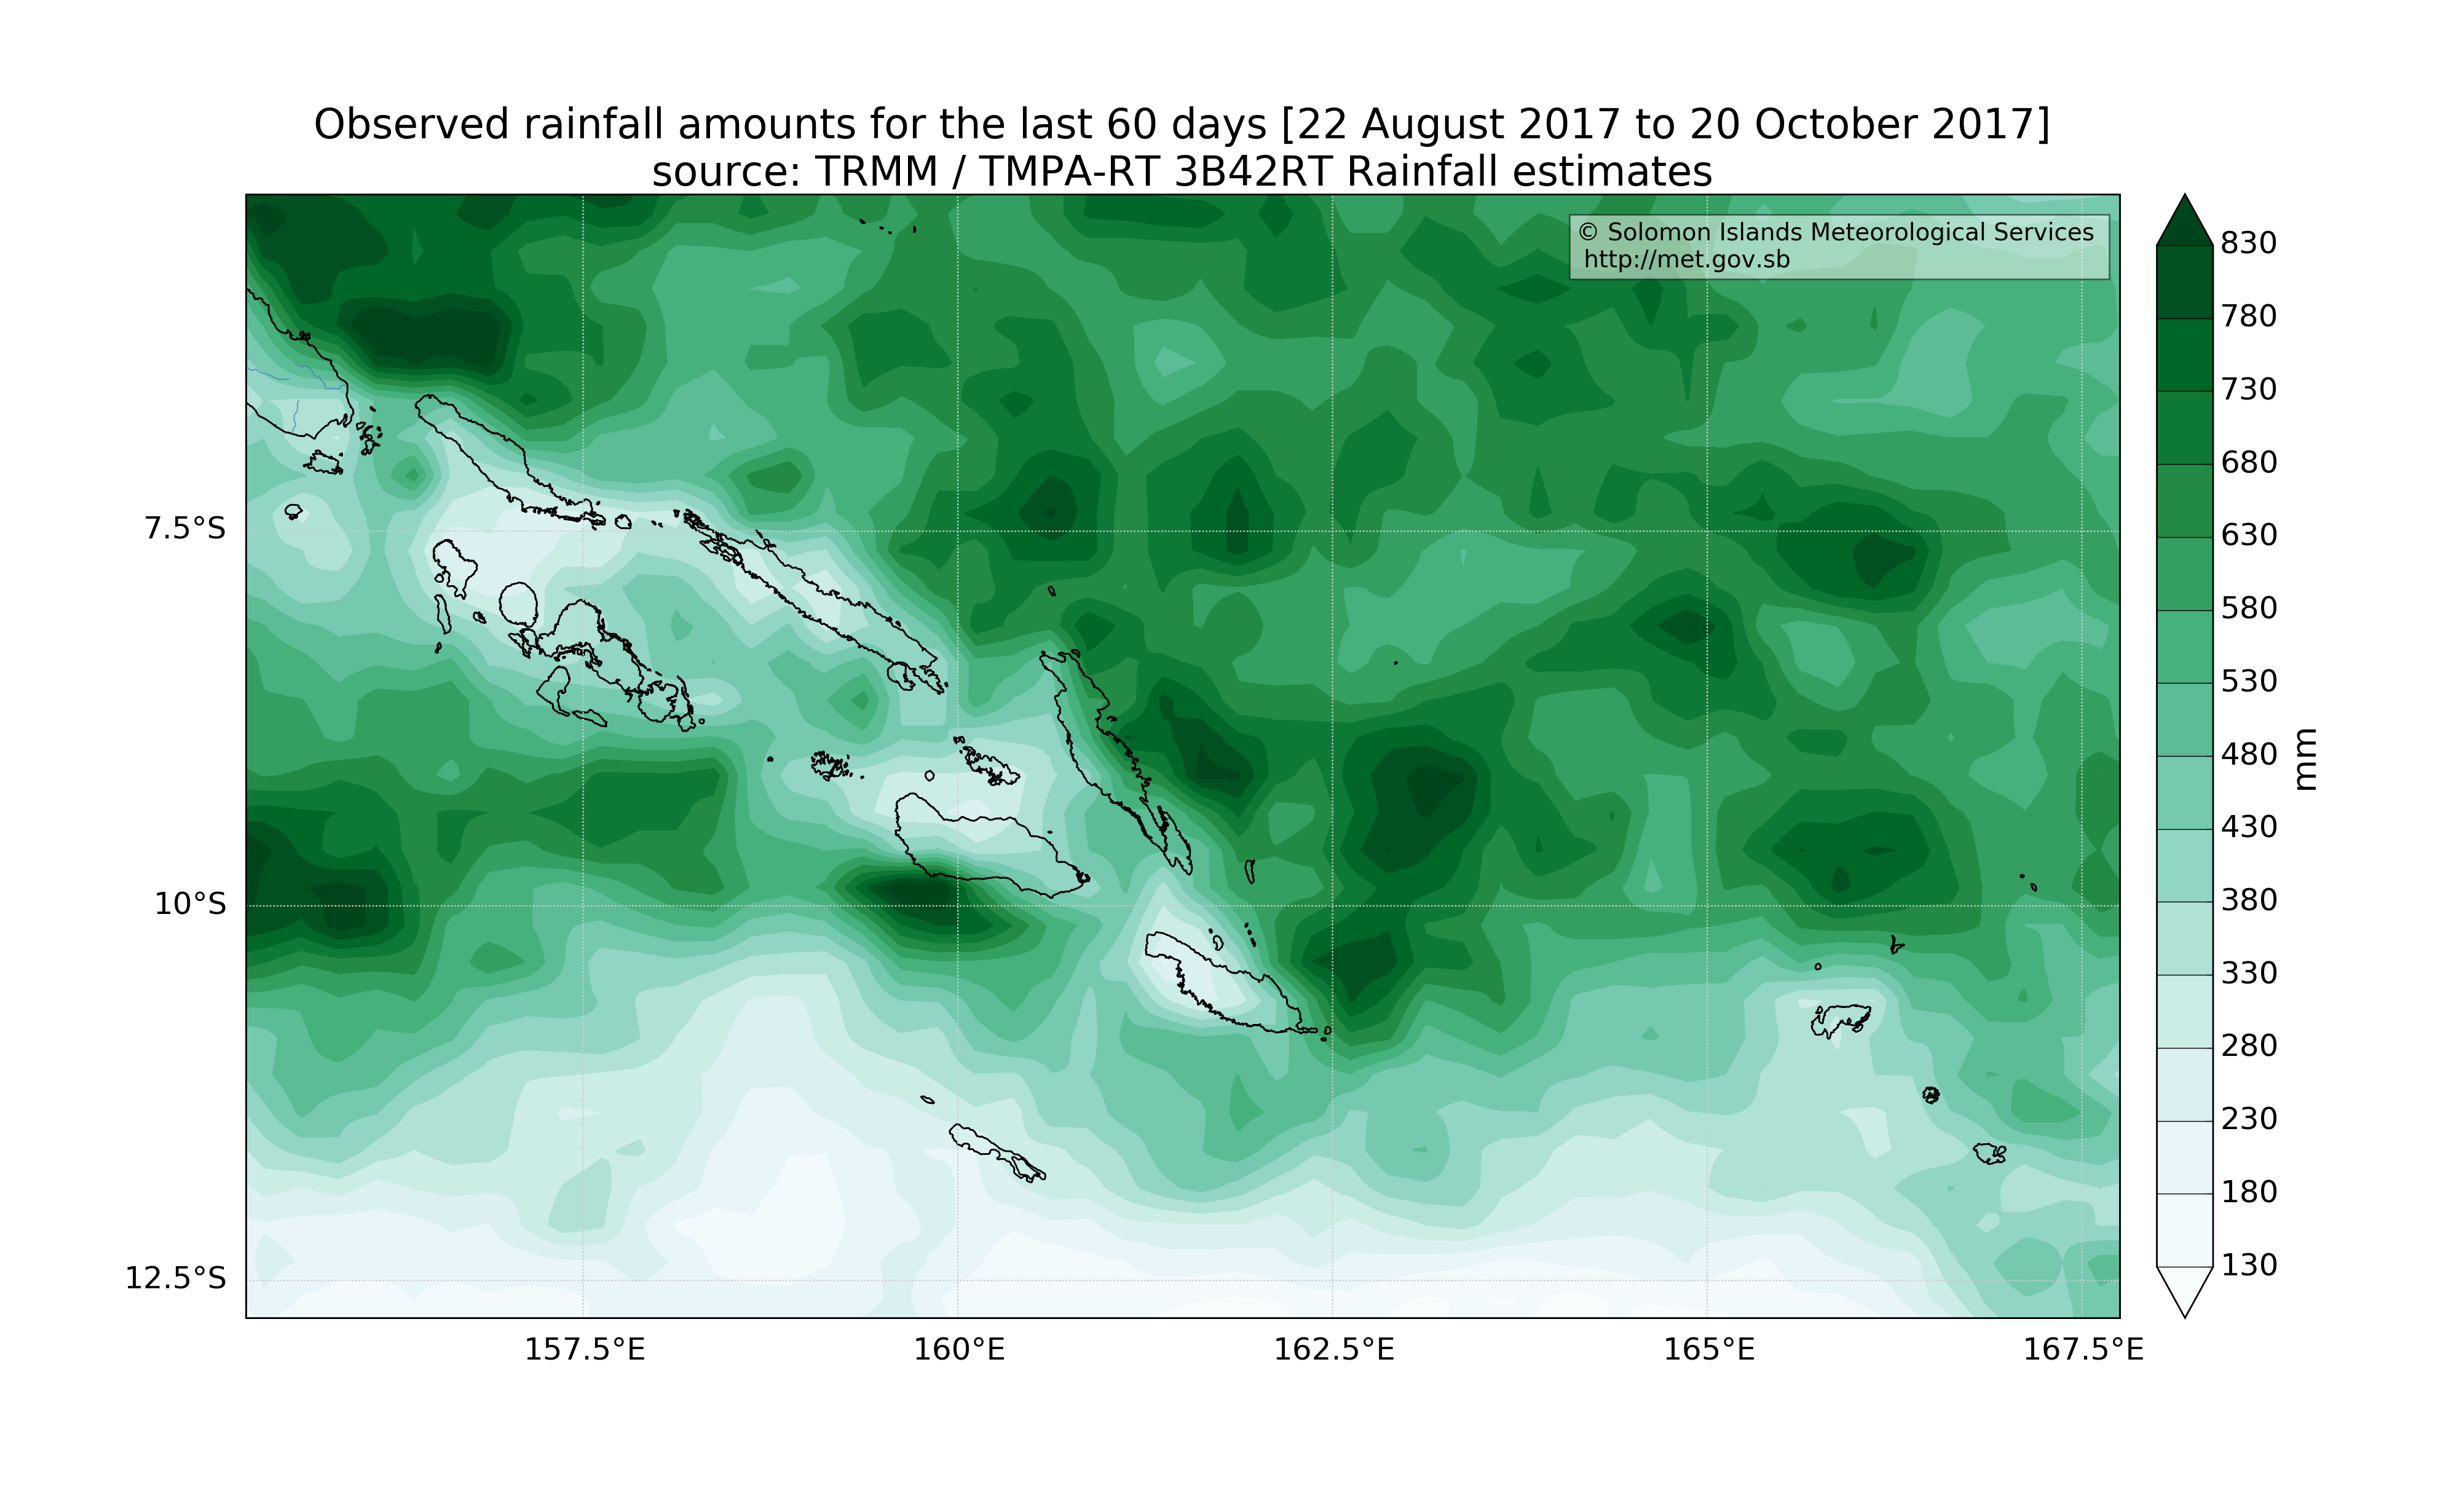 Observed rainfall amounts for the last 60 days [22 August 2017 to 20 October 2017]
source: TRMM / TMPA-RT 3B42RT Rainfall estimates
© Solomon Islands Meteorological Services
http://met.gov.sb
7.5°S
10°S
12.5°S
157.5°E
160°E
162.5°E
165°E
167.5°E
830
780
730
680
630
580
530
480
430
380
330
280
230
180
130
mm